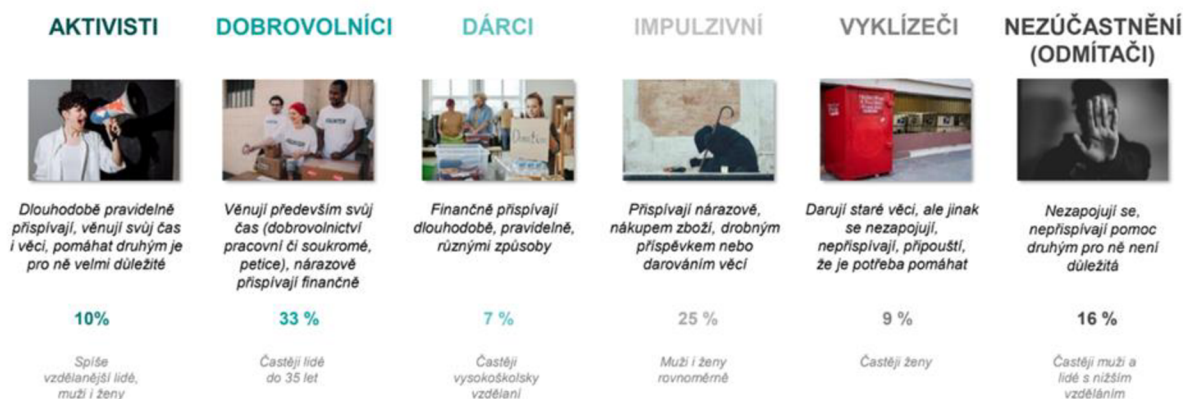 AKTIVISTI
Dlouhodobě pravidelně
přispívají, věnují svůj čas
i věci, pomáhat druhým je
pro ně velmi důležité
10%
Spíše
vzdělanější lidé,
muži i ženy
DOBROVOLNÍCI
Věnují především svůj
čas (dobrovolnictví
pracovní či soukromé,
petice), nárazově
přispívají finančně
33 %
Častěji lidé
do 35 let
DÁRCI
Donation
Finančně přispívají
dlouhodobě, pravidelně,
různými způsoby
7 %
Častěji
vysokoškolsky
vzdělaní
IMPULZIVNÍ
Přispívají nárazově,
nákupem zboží, drobným
příspěvkem nebo
darováním věcí
25 %
Muži i ženy
rovnoměrně
VYKLÍZEČI
Darují staré věci, ale jinak
se nezapojují,
nepřispívají, připouští,
že je potřeba pomáhat
9 %
Častěji ženy
NEZÚČASTNĚNÍ
(ODMÍTAČI)
Nezapojují se,
nepřispívají pomoc
druhým pro ně není
důležitá
16 %
Častěji muži a
lidé s nižším
vzděláním